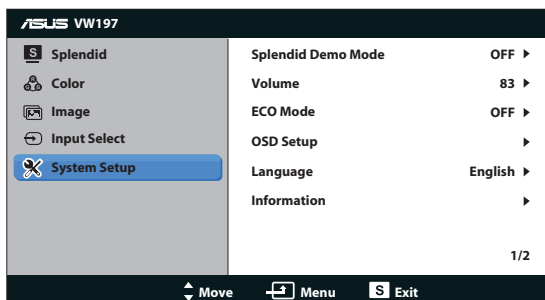 ASUS VW197
S Splendid
Color
Image
Input Select
System Setup
Splendid Demo Mode OFF
Volume 83
ECO Mode OFF
OSD Setup
Language English
Information
1/2
Move Menu S Exit